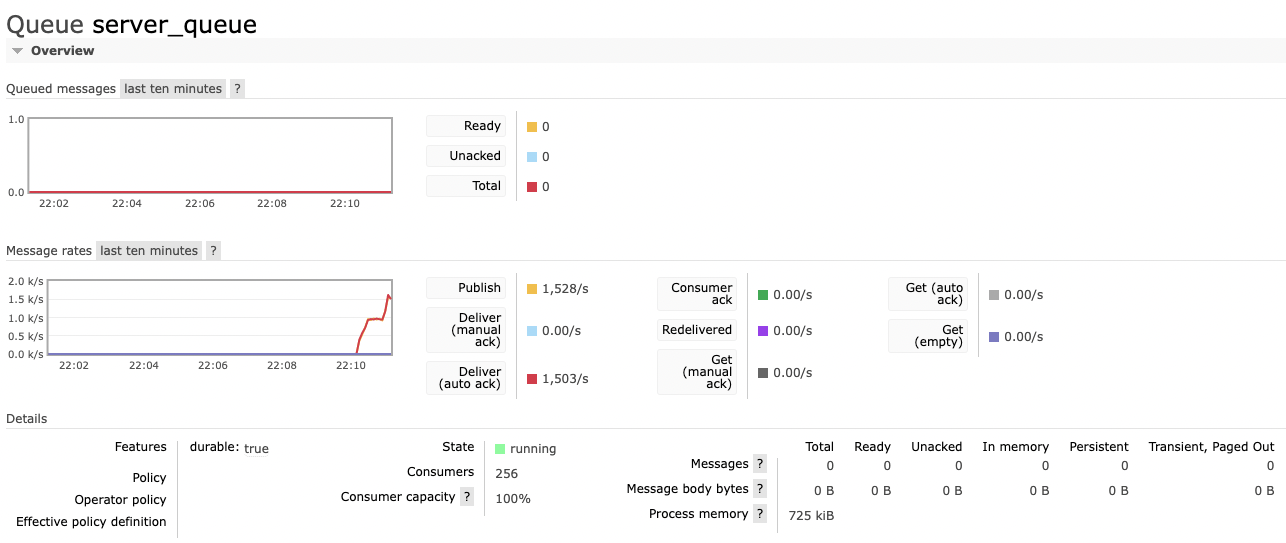 Queue server_queue
Overview
Queued messages last ten minutes ?
1.0
0.0
22:02 22:04 22:06 22:08 22:10
Ready 0
Unacked 0
Total 0
Message rates last ten minutes ?
2.0 k/s
1.5 k/s
1.0 k/s
0.5 k/s
0.0 k/s
22:02 22:04 22:06 22:08 22:10
Publish 1,528/s
Deliver
(manual
ack) 0.00/s
Deliver
(auto ack) 1,503/s
Consumer
ack 0.00/s
Redelivered 0.00/s
Get
(manual
ack) 0.00/s
Get (auto
ack) 0.00/s
Get
(empty) 0.00/s
Details
Features durable: true
Policy
Operator policy
Effective policy definition
State running
Consumers 256
Consumer capacity ? 100%
Total Ready Unacked In memory Persistent Transient, Paged Out
Messages ? 0 0 0 0 0 0
Message body bytes ? 0 B 0 B 0 B 0 B 0 B 0 B
Process memory ? 725 kiB